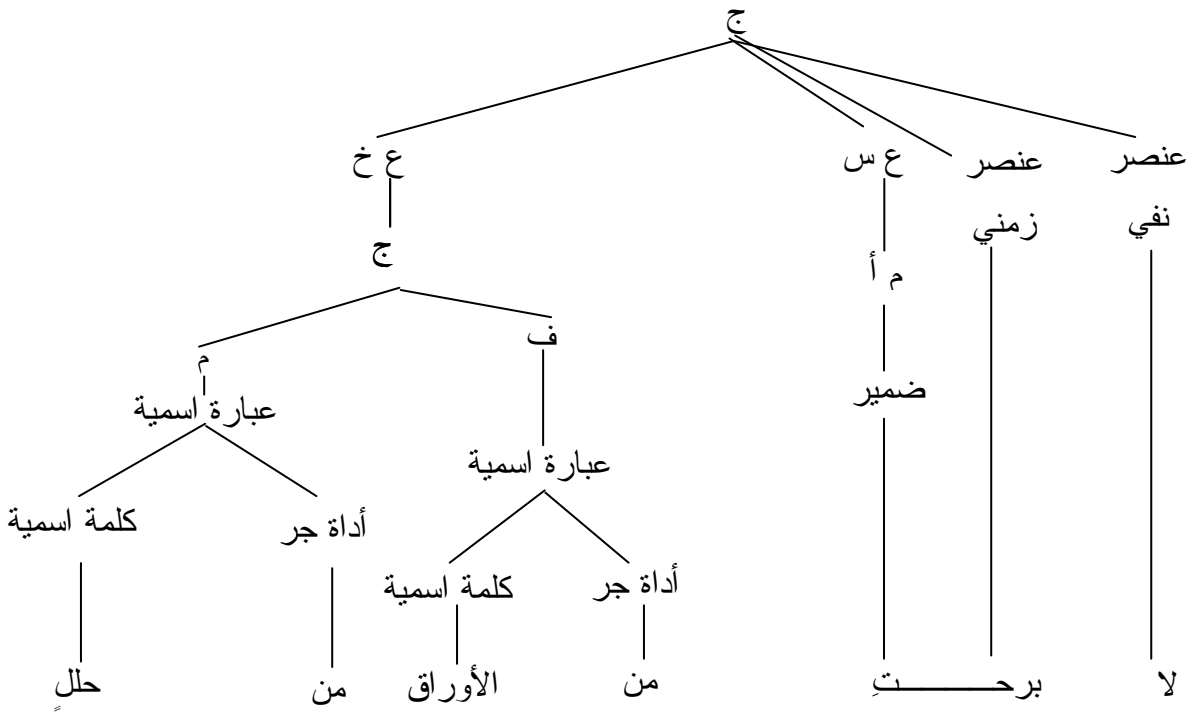 ج
عنصر عنصر ع س ع خ
نفي زمني ج
م أ
ف
م
ضمير عبارة اسمية
عبارة اسمية
أداة جر كلمة اسمية
أداة جر كلمة اسمية
لا برحـــــــتِ من الأوراق من حللٍ